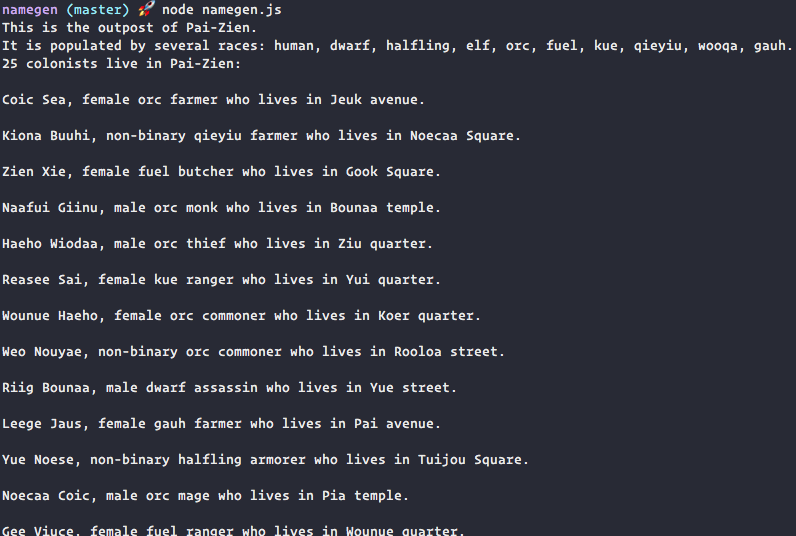 namegen (master) 🚀 node namegen.js
This is the outpost of Pai-Zien.
It is populated by several races: human, dwarf, halfling, elf, orc, fuel, kue, qieyiu, wooqa, gauh.
25 colonists live in Pai-Zien:
Coic Sea, female orc farmer who lives in Jeuk avenue.
Kiona Buuhi, non-binary qieyiu farmer who lives in Noecaa Square.
Zien Xie, female fuel butcher who lives in Gook Square.
Naafui Giinu, male orc monk who lives in Bounaa temple.
Haeho Wiodaa, male orc thief who lives in Ziu quarter.
Reasee Sai, female kue ranger who lives in Yui quarter.
Wounue Haeho, female orc commoner who lives in Koer quarter.
Weo Nouyae, non-binary orc commoner who lives in Rooloa street.
Riig Bounaa, male dwarf assassin who lives in Yue street.
Leege Jaus, female gauh farmer who lives in Pai avenue.
Yue Noese, non-binary halfling armorer who lives in Tuijou Square.
Noecaa Coic, male orc mage who lives in Pia temple.
Gee Viuce, female fuel ranger who lives in Wounue quarter.